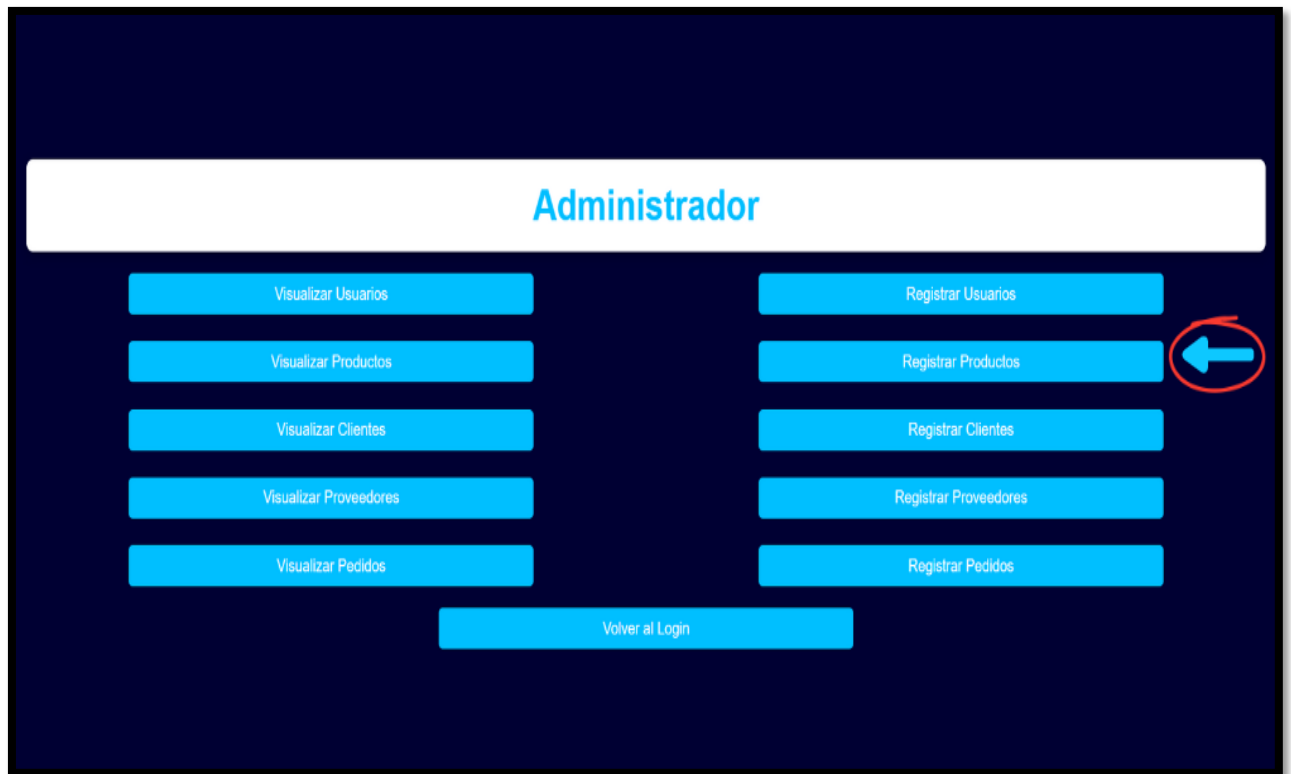 Administrador
Visualizar Usuarios
Registrar Usuarios
Visualizar Productos
Registrar Productos
Visualizar Clientes
Registrar Clientes
Visualizar Proveedores
Registrar Proveedores
Visualizar Pedidos
Registrar Pedidos
Volver al Login